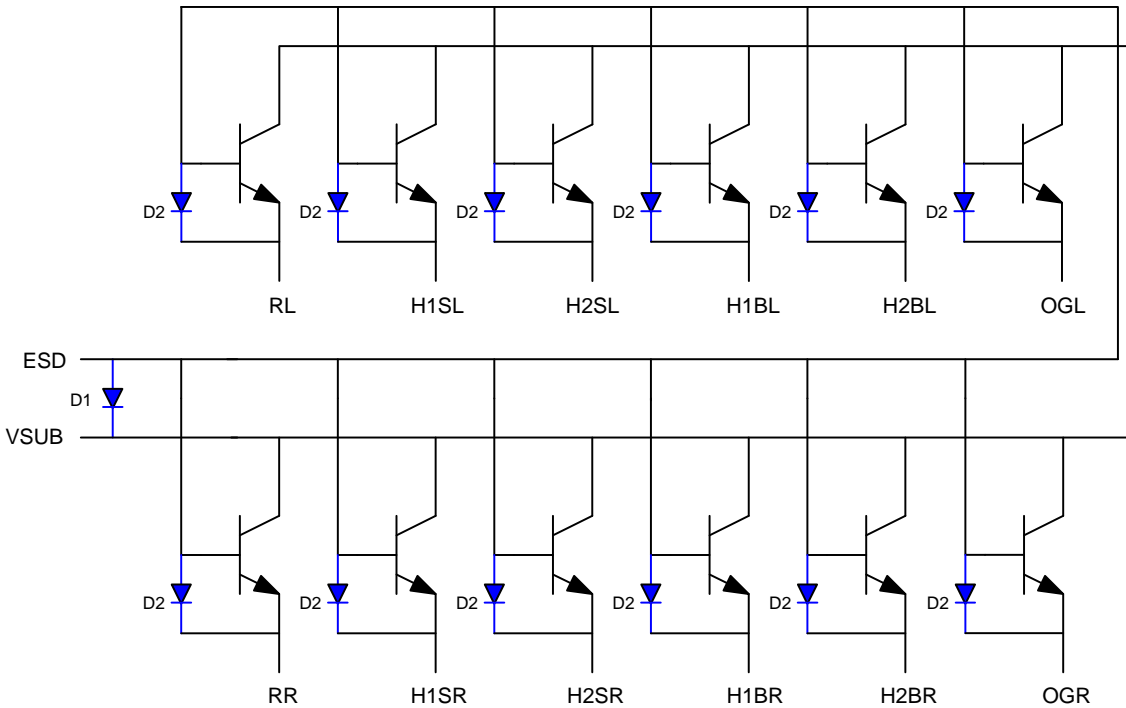 D2 D2 D2 D2 D2 D2
RL H1SL H2SL H1BL H2BL OGL
ESD
D1
VSUB
D2 D2 D2 D2 D2 D2
RR H1SR H2SR H1BR H2BR OGR